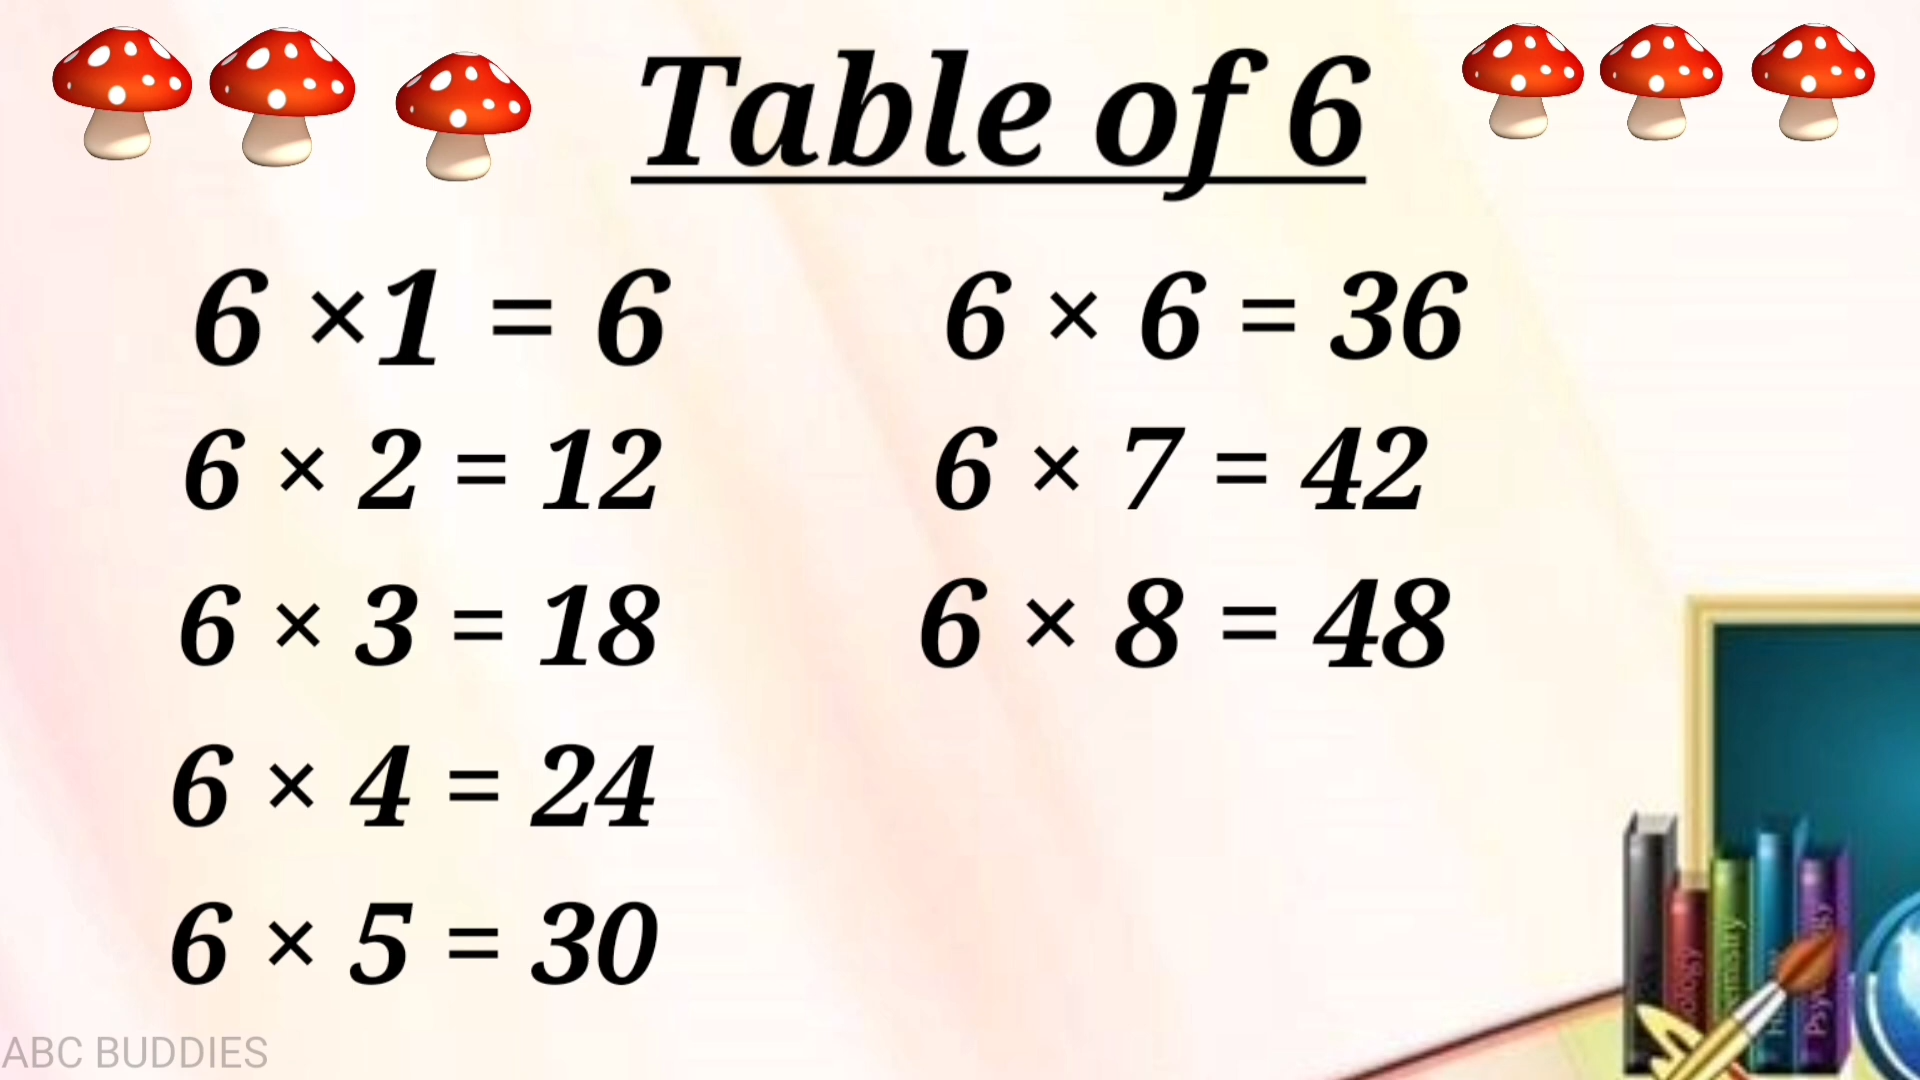 Table of 6
6 ×1 = 6
6 × 2 = 12
6 × 3 = 18
6 × 4 = 24
6 × 5 = 30
6 × 6 = 36
6 × 7 = 42
6 × 8 = 48
ABC BUDDIES